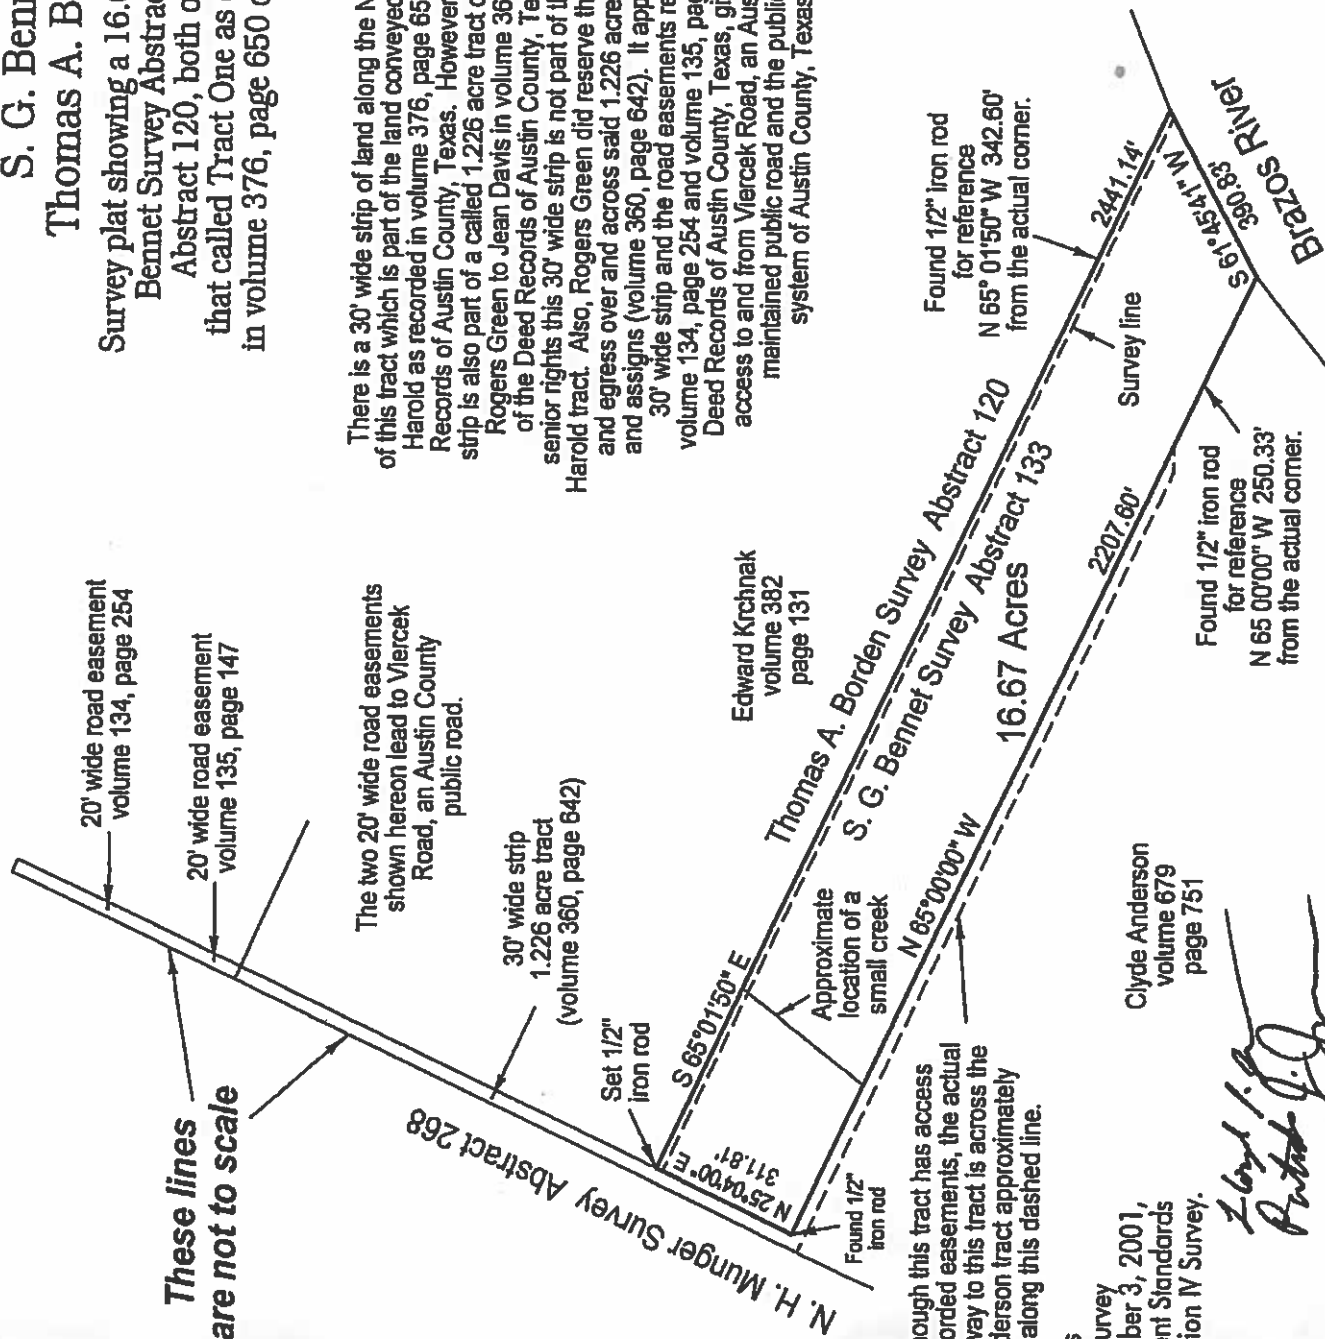 S. G. Benn
Thomas A. B
Survey plat showing a 16.6
Bennet Survey Abstrac
Abstract 120, both o
that called Tract One as
in volume 376, page 650 o
There is a 30' wide strip of land along the N
of this tract which is part of the land conveyed
Harold as recorded in volume 376, page 65
Records of Austin County, Texas. However
strip is also part of a called 1.226 acre tract c
Rogers Green to Jean Davis in volume 36
of the Deed Records of Austin County, Te
senior rights this 30' wide strip is not part of th
Harold tract. Also, Rogers Green did reserve th
and egress over and across said 1.226 acre
and assigns (volume 360, page 642). It app
30' wide strip and the road easements re
volume 134, page 254 and volume 135, pag
Deed Records of Austin County, Texas, gi
access to and from Viercek Road, an Aus
maintained public road and the public
system of Austin County, Texas
20' wide road easement
volume 134, page 254
20' wide road easement
volume 135, page 147
The two 20' wide road easements
shown hereon lead to Viercek
Road, an Austin County
public road.
These lines
are not to scale
30' wide strip
1.226 acre tract
(volume 360, page 642)
Set 1/2"
iron rod
N. H. Munger Survey Abstract 268
Edward Krchnak
volume 382
page 131
Found 1/2" iron rod
for reference
N 65° 01'50" W 342.60'
from the actual corner.
Thomas A. Borden Survey Abstract 120
S. G. Bennet Survey Abstract 133
S 65°01'50" E
2441.14'
Survey line
S 61°45'41" W
390.83'
Brazos River
16.67 Acres
N 25°04'00" E
311.81'
Approximate
location of a
small creek
N 65°00'00" W
2207.60'
Found 1/2"
iron rod
Found 1/2" iron rod
for reference
N 65 00'00" W 250.33'
from the actual corner.
Clyde Anderson
volume 679
page 751
hough this tract has access
orded easements, the actual
way to this tract is across the
derson tract approximately
along this dashed line.
s
urvey
ber 3, 2001,
ent Standards
ion IV Survey.